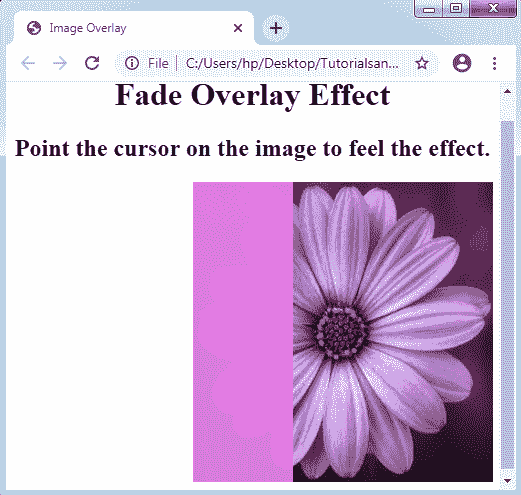 Image Overlay
File
C:/Users/hp/Desktop/Tutorialsan...
Fade Overlay Effect
Point the cursor on the image to feel the effect.